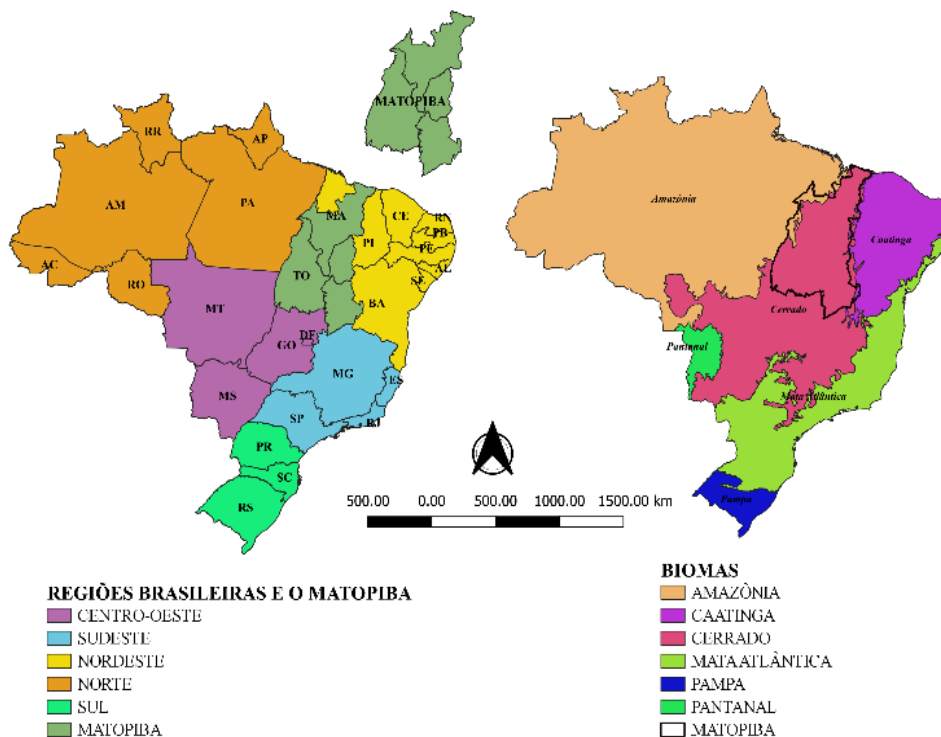 MATOPIBA
RR
AP
AM
PA
MA
CE
RN
PB
PI
PE
AL
SE
AC
RO
TO
BA
MT
DF
GO
MG
ES
MS
SP
RJ
PR
SC
RS
Amazônia
Caatinga
Cerrado
Pantanal
Mata Atlântica
Pampa
500.00 0.00 500.00 1000.00 1500.00 km
REGIÕES BRASILEIRAS E O MATOPIBA
CENTRO-OESTE
SUDESTE
NORDESTE
NORTE
SUL
MATOPIBA
BIOMAS
AMAZÔNIA
CAATINGA
CERRADO
MATA ATLÂNTICA
PAMPA
PANTANAL
MATOPIBA